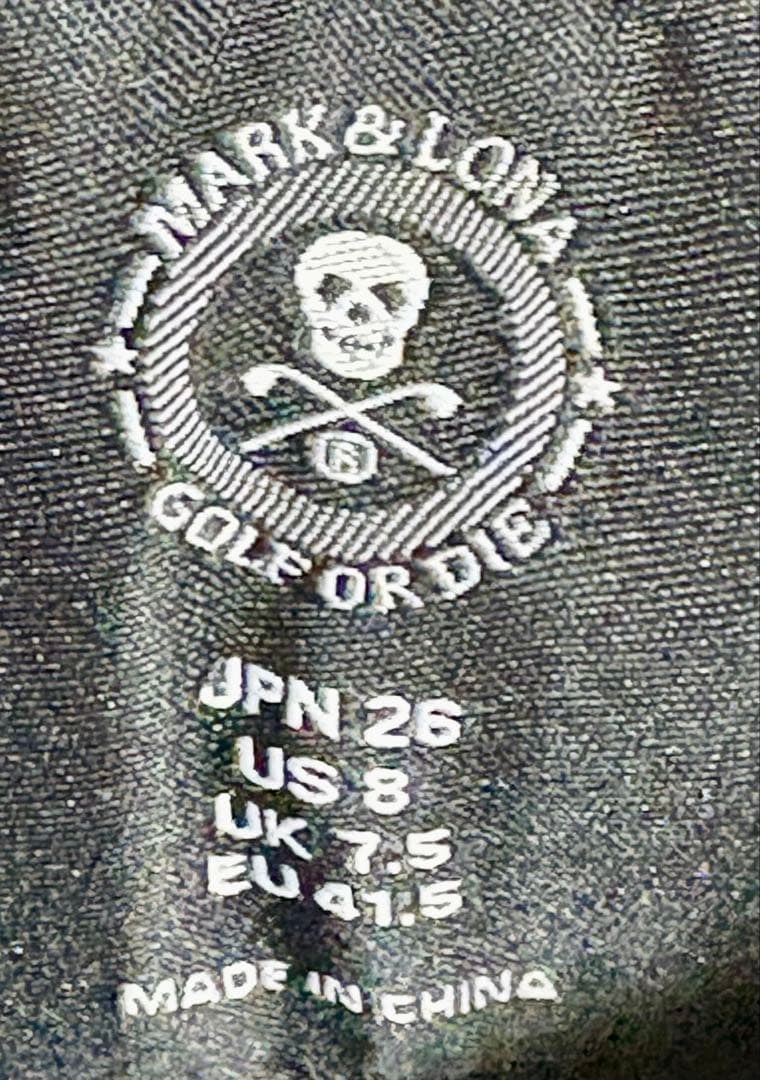 MARK & LONA
GOLF OR DIE
JPN 26
US 8
UK 7.5
EU 41.5
MADE IN CHINA